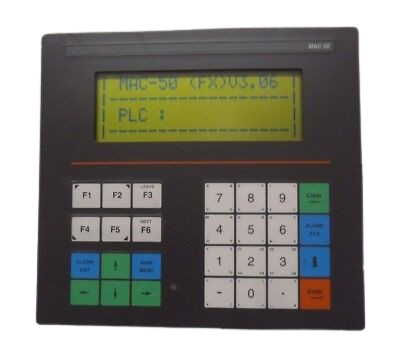 MAC 50
MAC-50 (FX)V3.06
PLC :
LEAVE
F1 F2 F3
NEXT
F4 F5 F6
ALARM LIST
MAIN MENU
7 8 9 Clear
4 5 6 ALARM ACK
1 2 3 i
- 0 . Enter